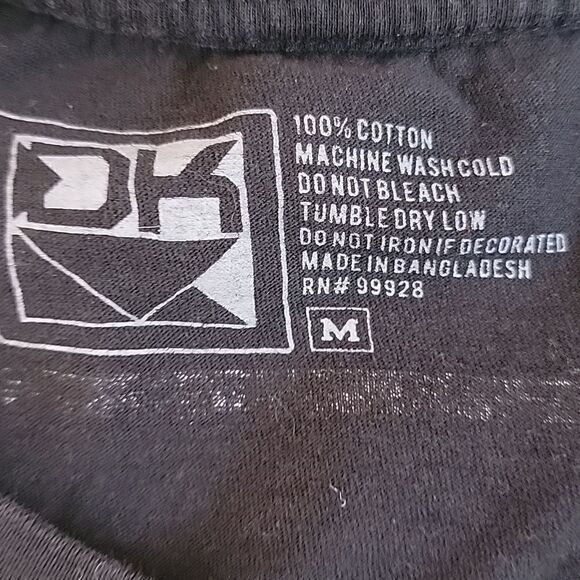 DK
100% COTTON
MACHINE WASH COLD
DO NOT BLEACH
TUMBLE DRY LOW
DO NOT IRON IF DECORATED
MADE IN BANGLADESH
RN# 99928
M